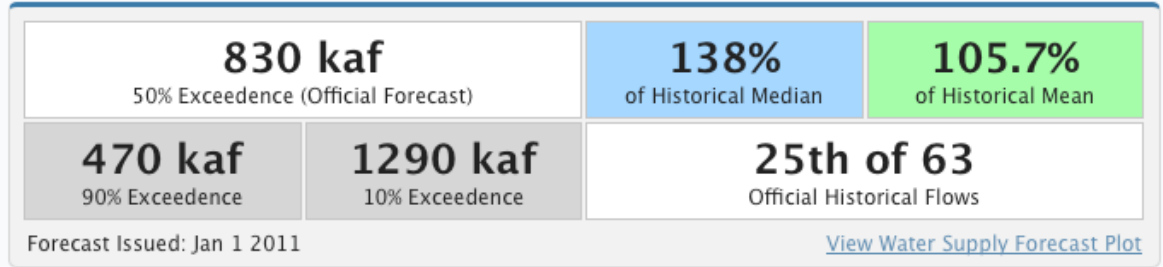 830 kaf
50% Exceedence (Official Forecast)
138%
of Historical Median
105.7%
of Historical Mean
470 kaf
90% Exceedence
1290 kaf
10% Exceedence
25th of 63
Official Historical Flows
Forecast Issued: Jan 1 2011
View Water Supply Forecast Plot